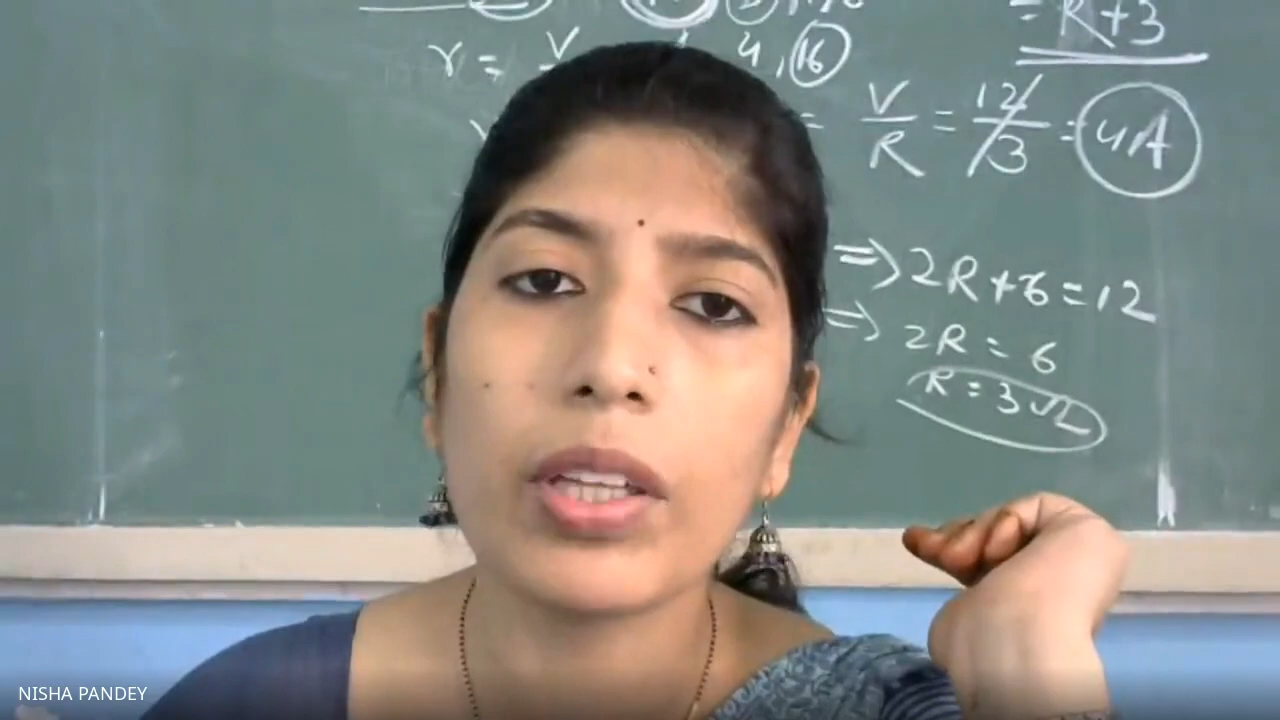 = R+3
r = V 4, 16
= V/R = 12/3 = 4A
=> 2R+6=12
=> 2R = 6
R = 3Ω
NISHA PANDEY